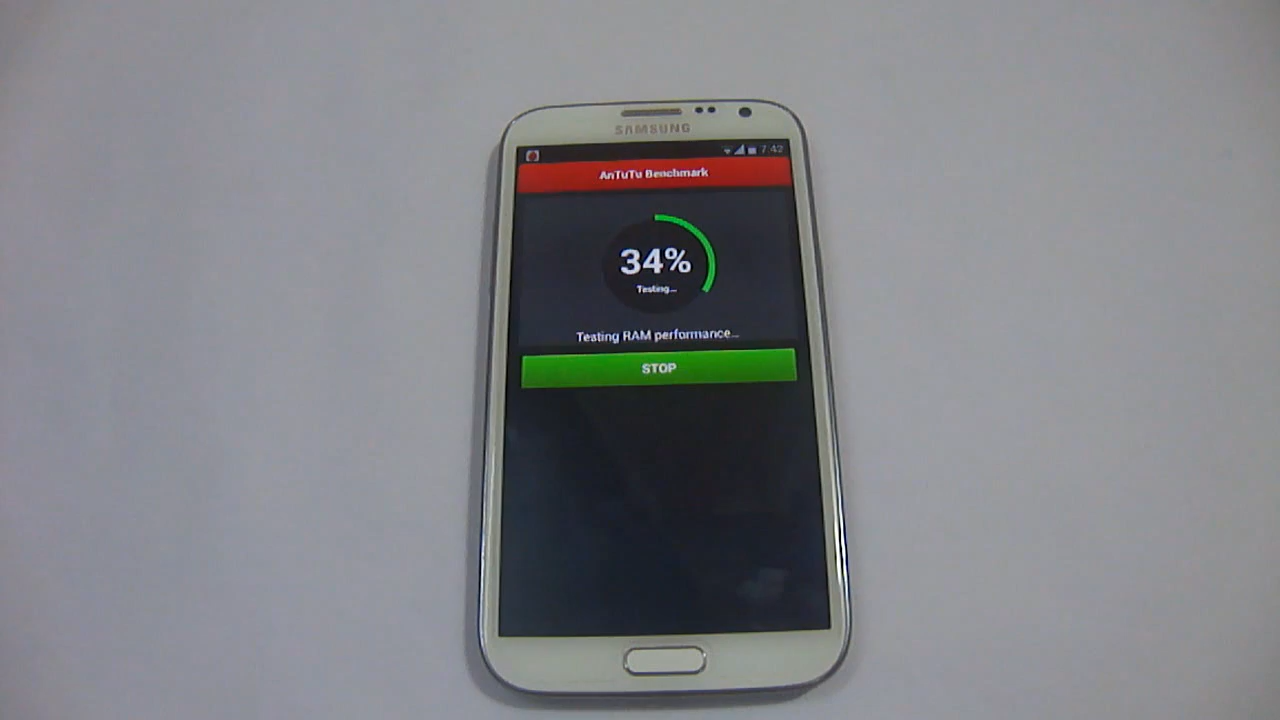 SAMSUNG
7:42
AnTuTu Benchmark
34%
Testing...
Testing RAM performance...
STOP